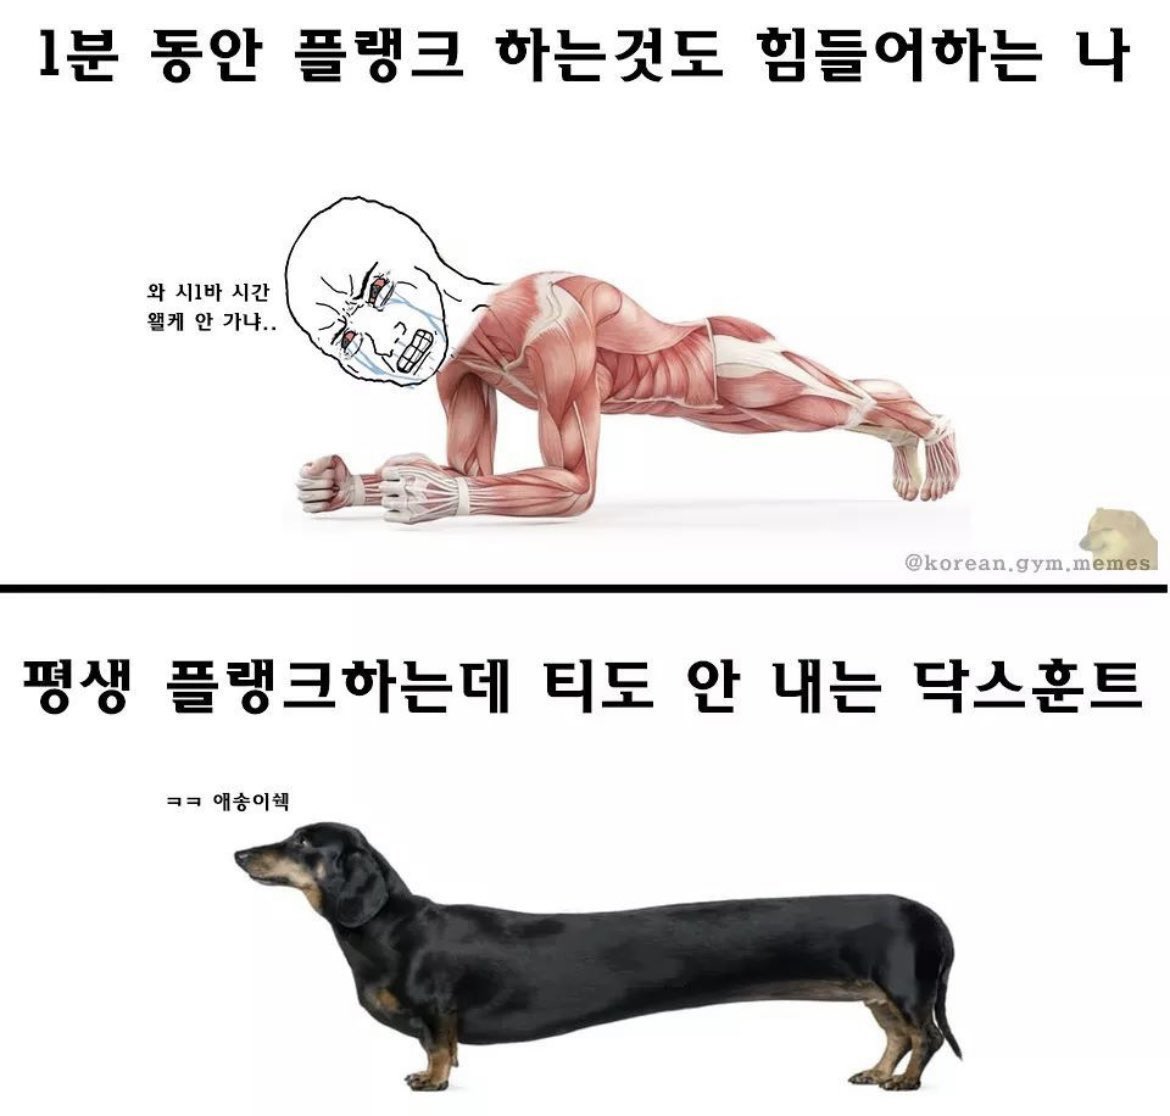 1분 동안 플랭크 하는것도 힘들어하는 나
와 시1바 시간
왤케 안 가냐..
@korean.gym.memes
평생 플랭크하는데 티도 안 내는 닥스훈트
ㅋㅋ 애송이쉑